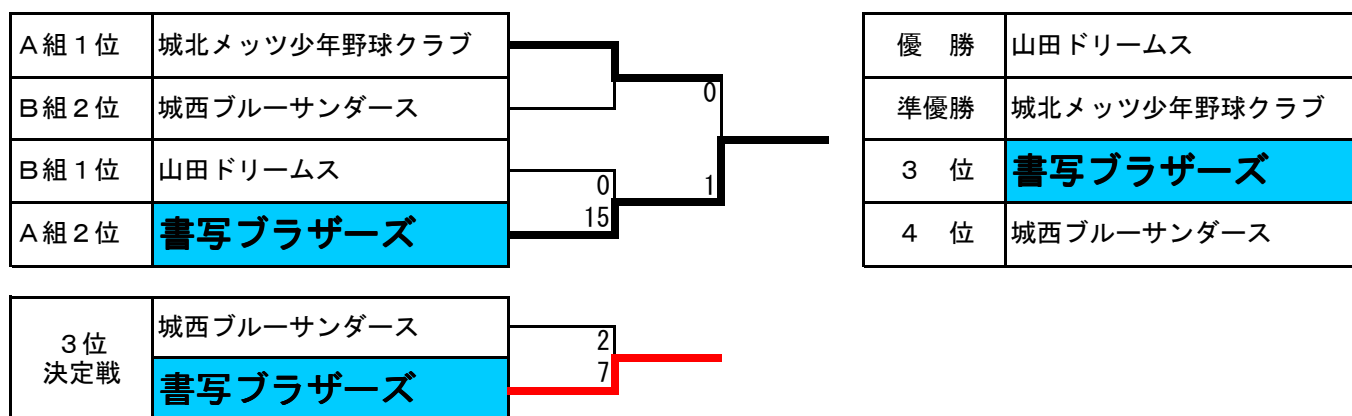 A組1位 城北メッツ少年野球クラブ
B組2位 城西ブルーサンダース
0
B組1位 山田ドリームス
0
1
A組2位 書写ブラザーズ
15
優 勝 山田ドリームス
準優勝 城北メッツ少年野球クラブ
3 位 書写ブラザーズ
4 位 城西ブルーサンダース
3位
決定戦
城西ブルーサンダース
2
書写ブラザーズ
7